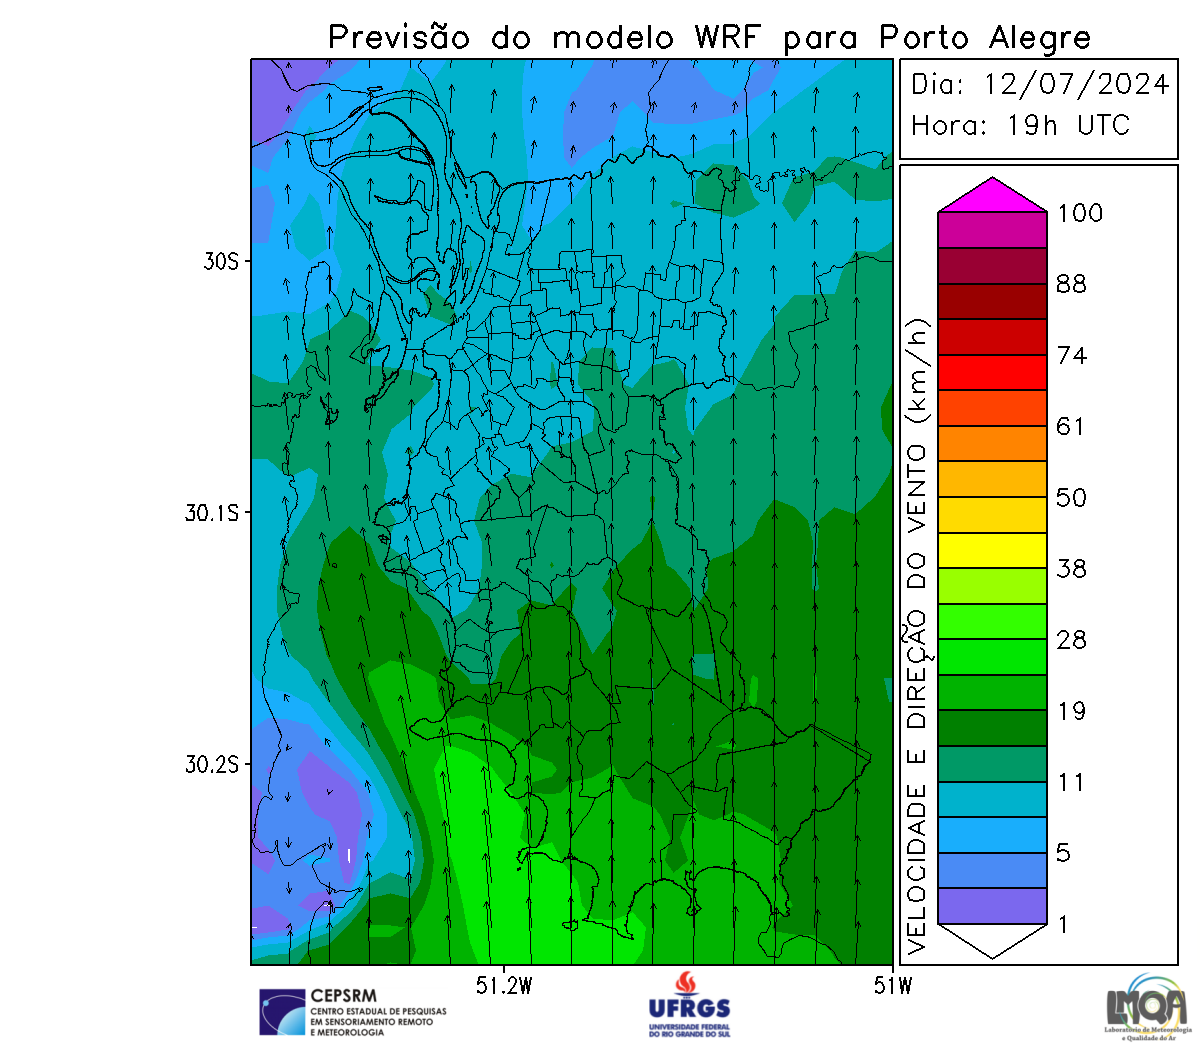 Previsão do modelo WRF para Porto Alegre
Dia: 12/07/2024
Hora: 19h UTC
30S
30.1S
30.2S
51.2W
51W
VELOCIDADE E DIREÇÃO DO VENTO (km/h)
100
88
74
61
50
38
28
19
11
5
1
CEPSRM
CENTRO ESTADUAL DE PESQUISAS
EM SENSORIAMENTO REMOTO
E METEOROLOGIA
UFRGS
UNIVERSIDADE FEDERAL
DO RIO GRANDE DO SUL
LMQA
Laboratório de Meteorologia
e Qualidade do Ar